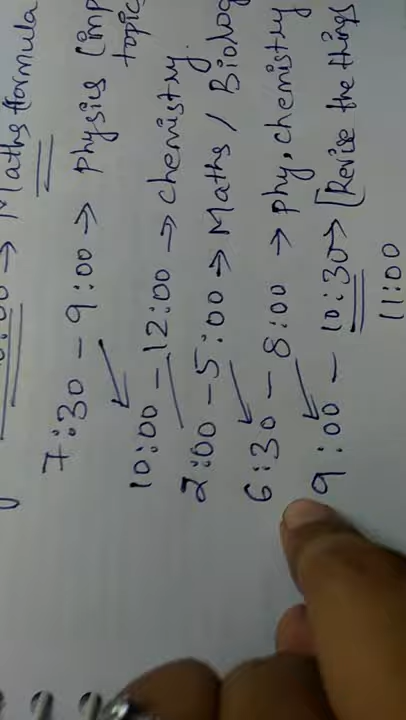 → Maths formula
7:30 - 9:00 → physics (imp
topic
10:00 - 12:00 → chemistry.
2:00 - 5:00 → Maths / Biolog
6:30 - 8:00 → phy, chemistry
9:00 - 10:30 → [Revise the things
11:00